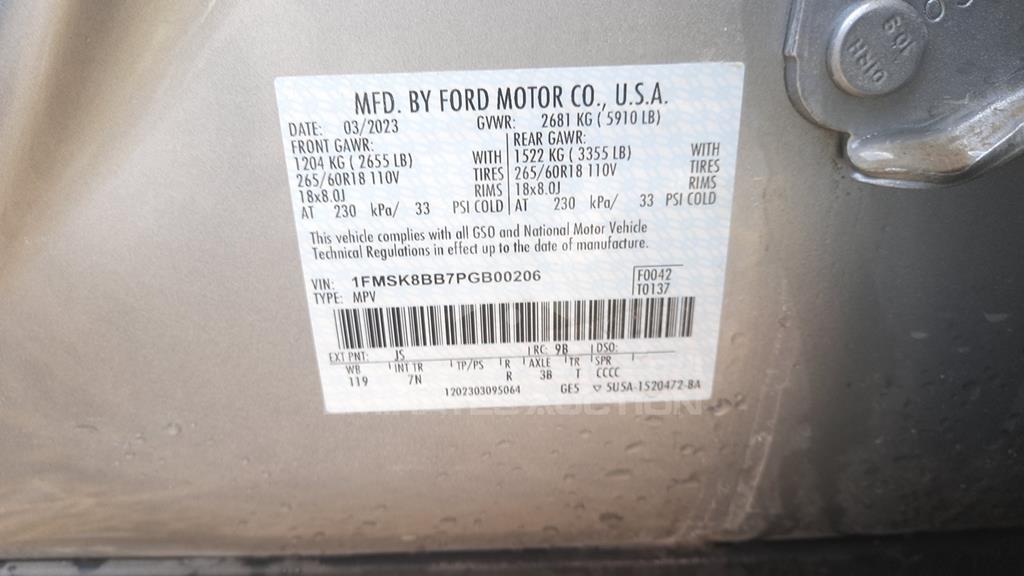 MFD. BY FORD MOTOR CO., U.S.A.
DATE: 03/2023 GVWR: 2681 KG ( 5910 LB)
FRONT GAWR: REAR GAWR:
1204 KG ( 2655 LB) WITH 1522 KG ( 3355 LB) WITH
265/60R18 110V TIRES 265/60R18 110V TIRES
18x8.0J RIMS 18x8.0J RIMS
AT 230 kPa/ 33 PSI COLD AT 230 kPa/ 33 PSI COLD
This vehicle complies with all GSO and National Motor Vehicle
Technical Regulations in effect up to the date of manufacture.
VIN: 1FMSK8BB7PGB00206 F0042
TYPE: MPV T0137
EXT PNT: JS RC: 9B DSO:
WB INT TR TP/PS R AXLE TR SPR
119 7N R 3B T CCCC
1202303095064 GES ▽ SU5A-1520472-BA